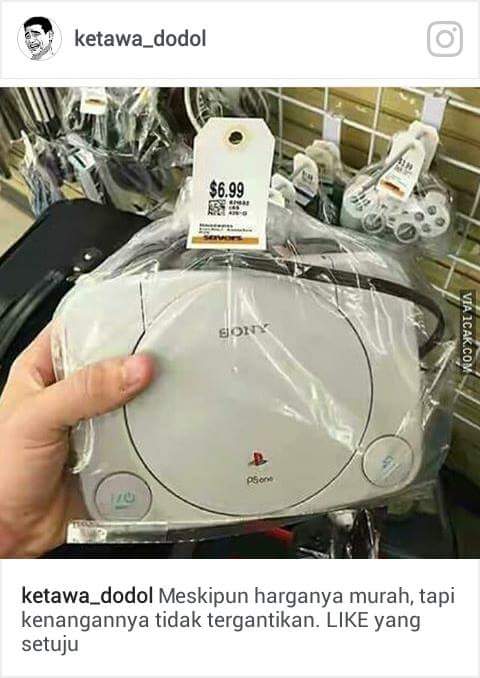 ketawa_dodol
$6.99
SONY
PSone
VIA 1CAK.COM
ketawa_dodol Meskipun harganya murah, tapi
kenangannya tidak tergantikan. LIKE yang
setuju